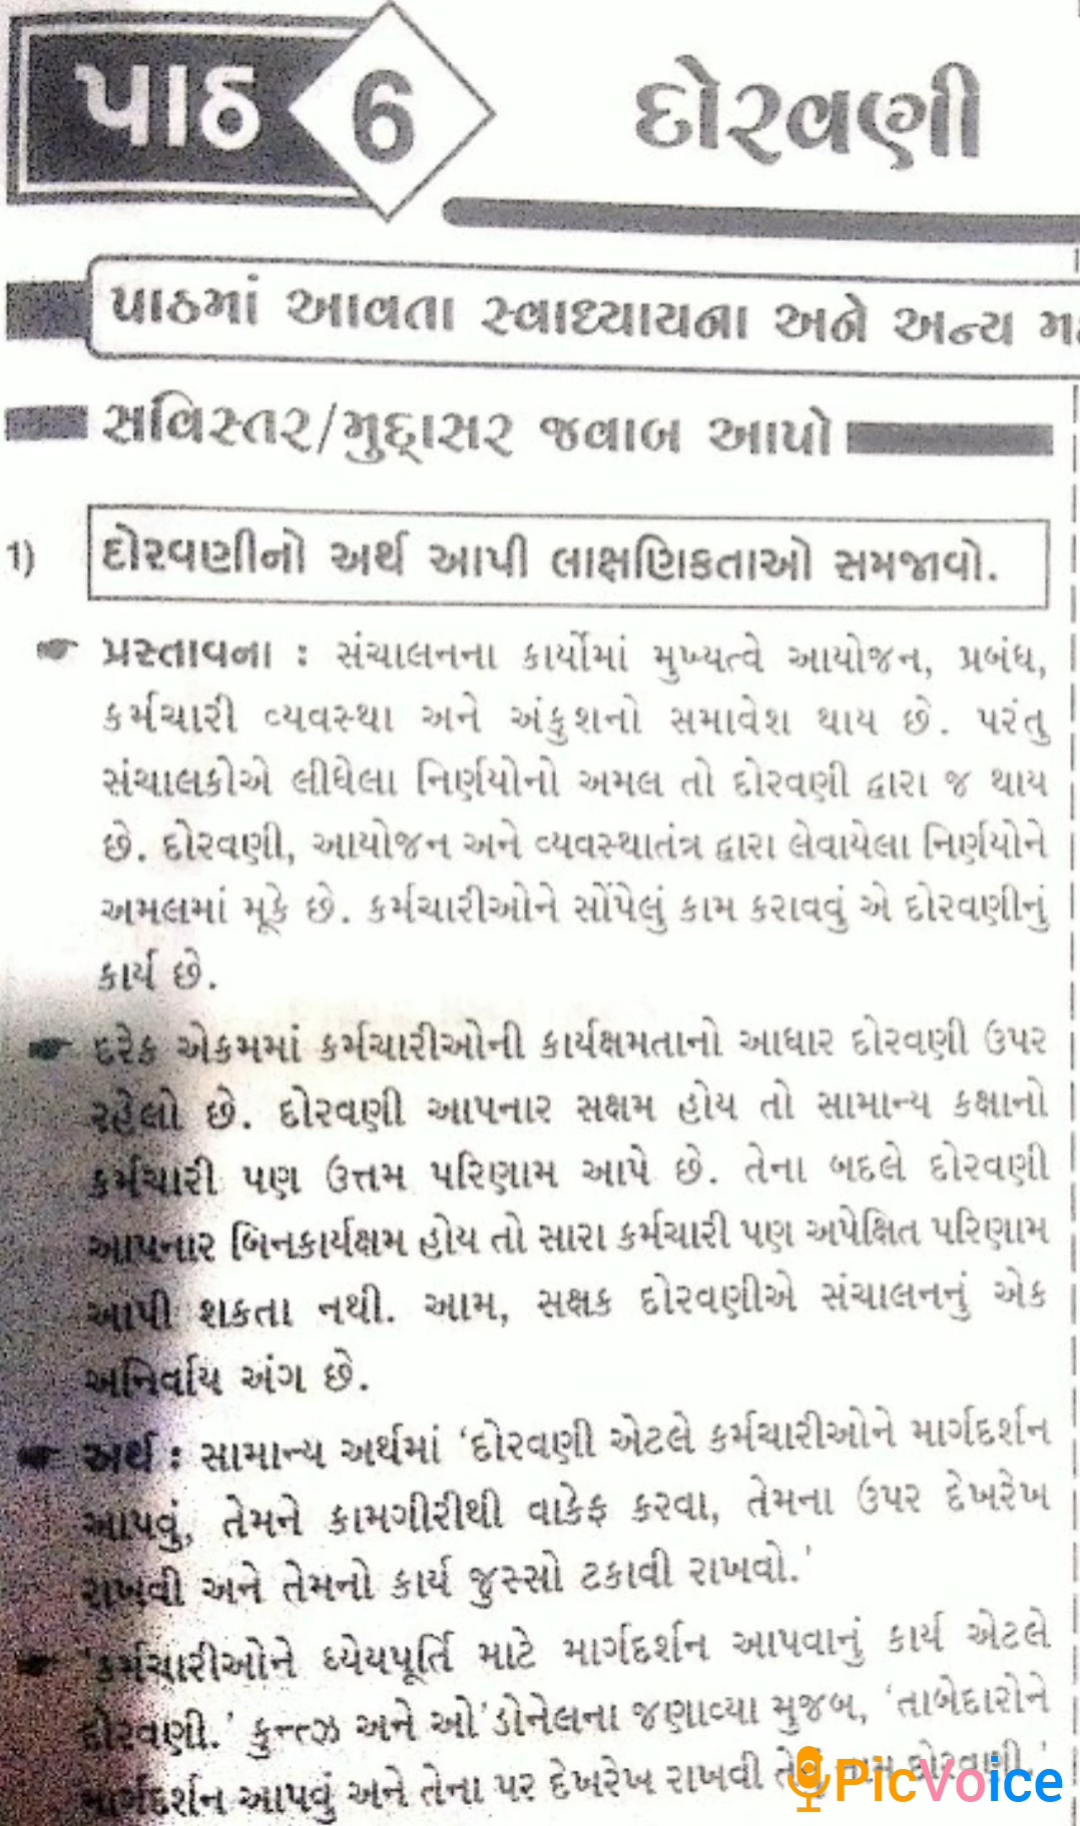 પાઠ 6 દોરવણી
પાઠમાં આવતા સ્વાધ્યાયના અને અન્ય
સવિસ્તર/મુદ્દાસર જવાબ આપો
1) દોરવણીનો અર્થ આપી લાક્ષણિકતાઓ સમજાવો.
☛ પ્રસ્તાવના : સંચાલનના કાર્યોમાં મુખ્યત્વે આયોજન, પ્રબંધ,
કર્મચારી વ્યવસ્થા અને અંકુશનો સમાવેશ થાય છે. પરંતુ
સંચાલકોએ લીધેલા નિર્ણયોનો અમલ તો દોરવણી દ્વારા જ થાય
છે. દોરવણી, આયોજન અને વ્યવસ્થાતંત્ર દ્વારા લેવાયેલા નિર્ણયોને
અમલમાં મૂકે છે. કર્મચારીઓને સોંપેલું કામ કરાવવું એ દોરવણીનું
કાર્ય છે.
☛ દરેક એકમમાં કર્મચારીઓની કાર્યક્ષમતાનો આધાર દોરવણી ઉપર
રહેલો છે. દોરવણી આપનાર સક્ષમ હોય તો સામાન્ય કક્ષાનો
કર્મચારી પણ ઉત્તમ પરિણામ આપે છે. તેના બદલે દોરવણી
આપનાર બિનકાર્યક્ષમ હોય તો સારા કર્મચારી પણ અપેક્ષિત પરિણામ
આપી શકતા નથી. આમ, સક્ષક દોરવણીએ સંચાલનનું એક
અનિર્વાય અંગ છે.
☛ અર્થ : સામાન્ય અર્થમાં ‘દોરવણી એટલે કર્મચારીઓને માર્ગદર્શન
આપવું, તેમને કામગીરીથી વાકેફ કરવા, તેમના ઉપર દેખરેખ
રાખવી અને તેમનો કાર્ય જુસ્સો ટકાવી રાખવો.’
☛ ‘કર્મચારીઓને ધ્યેયપૂર્તિ માટે માર્ગદર્શન આપવાનું કાર્ય એટલે
દોરવણી.’ કુન્ત્ઝ અને ઓ’ડોનેલના જણાવ્યા મુજબ, ‘તાબેદારોને
માર્ગદર્શન આપવું અને તેના પર દેખરેખ રાખવી તેનું નામ દોરવણી.’
PicVoice